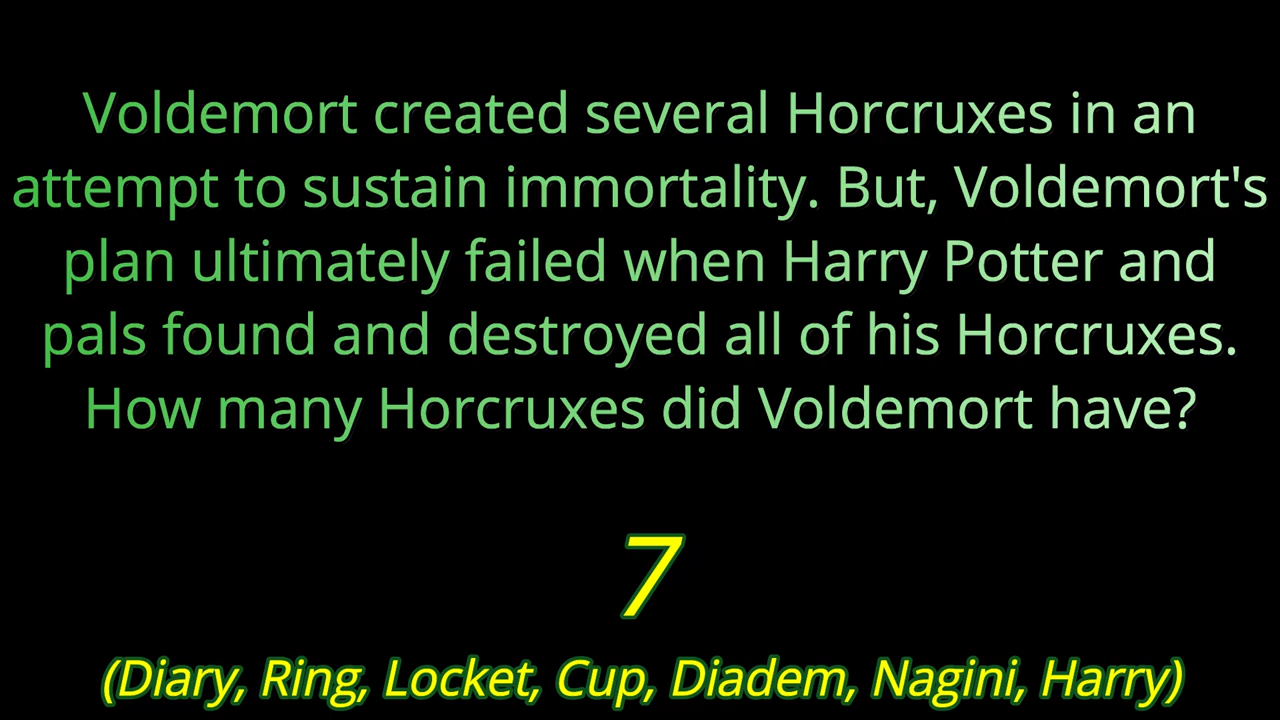 Voldemort created several Horcruxes in an
attempt to sustain immortality. But, Voldemort's
plan ultimately failed when Harry Potter and
pals found and destroyed all of his Horcruxes.
How many Horcruxes did Voldemort have?
7
(Diary, Ring, Locket, Cup, Diadem, Nagini, Harry)